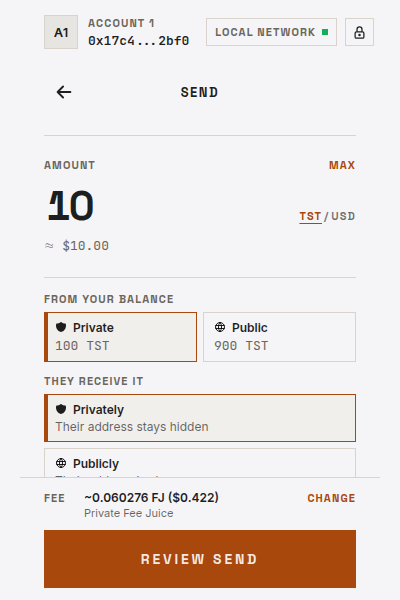 A1
ACCOUNT 1
0x17c4...2bf0
LOCAL NETWORK
SEND
AMOUNT
MAX
10
TST / USD
≈ $10.00
FROM YOUR BALANCE
Private
100 TST
Public
900 TST
THEY RECEIVE IT
Privately
Their address stays hidden
Publicly
FEE
~0.060276 FJ ($0.422)
CHANGE
Private Fee Juice
REVIEW SEND